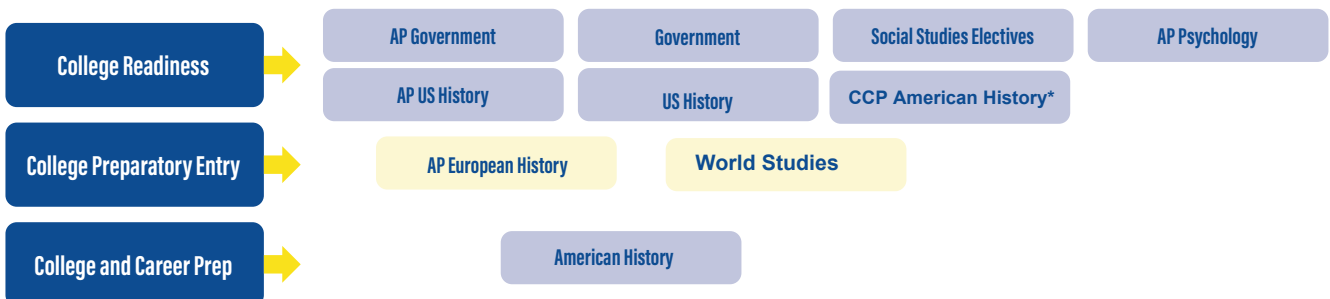 College Readiness
AP Government
Government
Social Studies Electives
AP Psychology
AP US History
US History
CCP American History*
College Preparatory Entry
AP European History
World Studies
College and Career Prep
American History